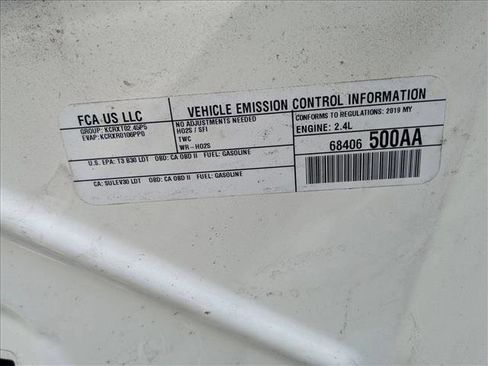 FCA US LLC
VEHICLE EMISSION CONTROL INFORMATION
GROUP: KCRXT02.4GP5
EVAP: KCRXR0106PP0
NO ADJUSTMENTS NEEDED
HO2S / SFI
TWC
WR-HO2S
CONFORMS TO REGULATIONS: 2019 MY
ENGINE: 2.4L
U.S. EPA: T3 B30 LDT OBD: CA OBD II FUEL: GASOLINE
68406 500AA
CA: SULEV30 LDT OBD: CA OBD II FUEL: GASOLINE